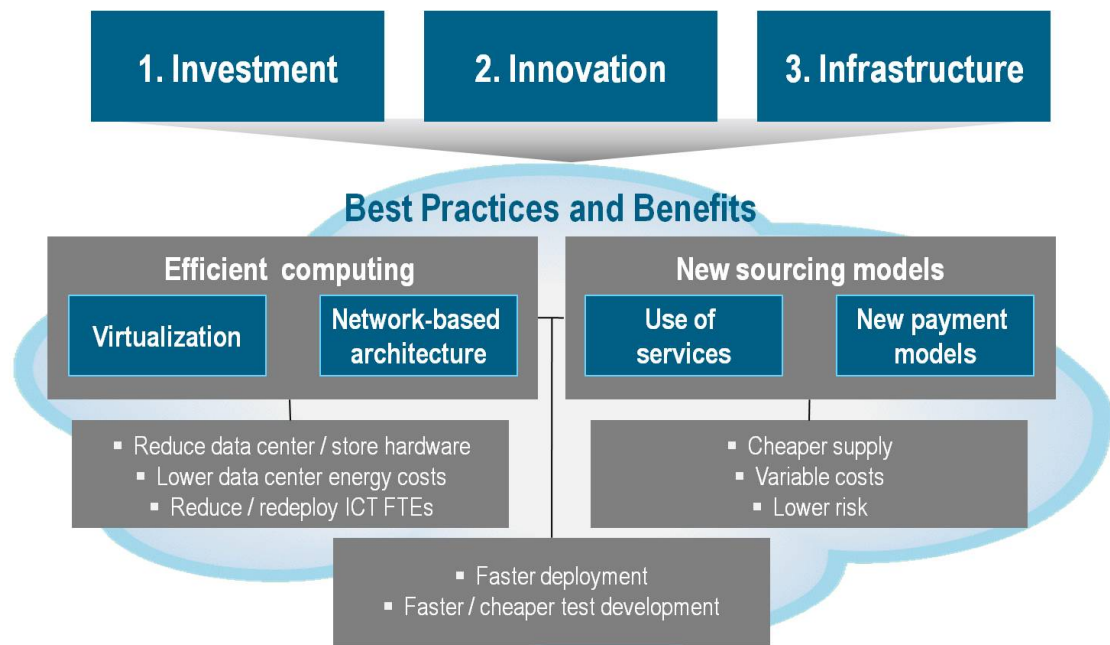 1. Investment
2. Innovation
3. Infrastructure
Best Practices and Benefits
Efficient computing
Virtualization
Network-based
architecture
New sourcing models
Use of
services
New payment
models
▪ Reduce data center / store hardware
▪ Lower data center energy costs
▪ Reduce / redeploy ICT FTEs
▪ Cheaper supply
▪ Variable costs
▪ Lower risk
▪ Faster deployment
▪ Faster / cheaper test development